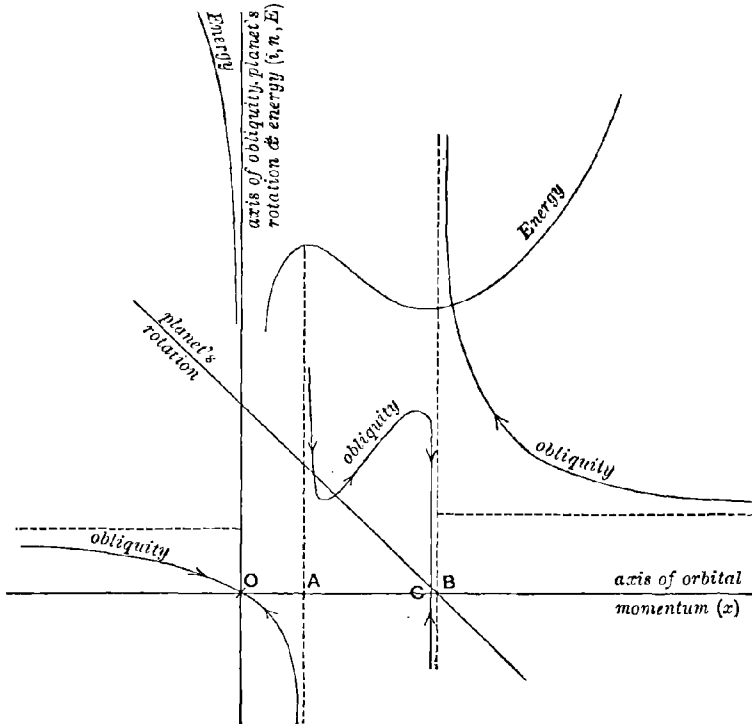 Energy
axis of obliquity, planet's
rotation & energy (i, n, E)
Energy
planet's
rotation
obliquity
obliquity
obliquity
O
A
C
B
axis of orbital
momentum (x)